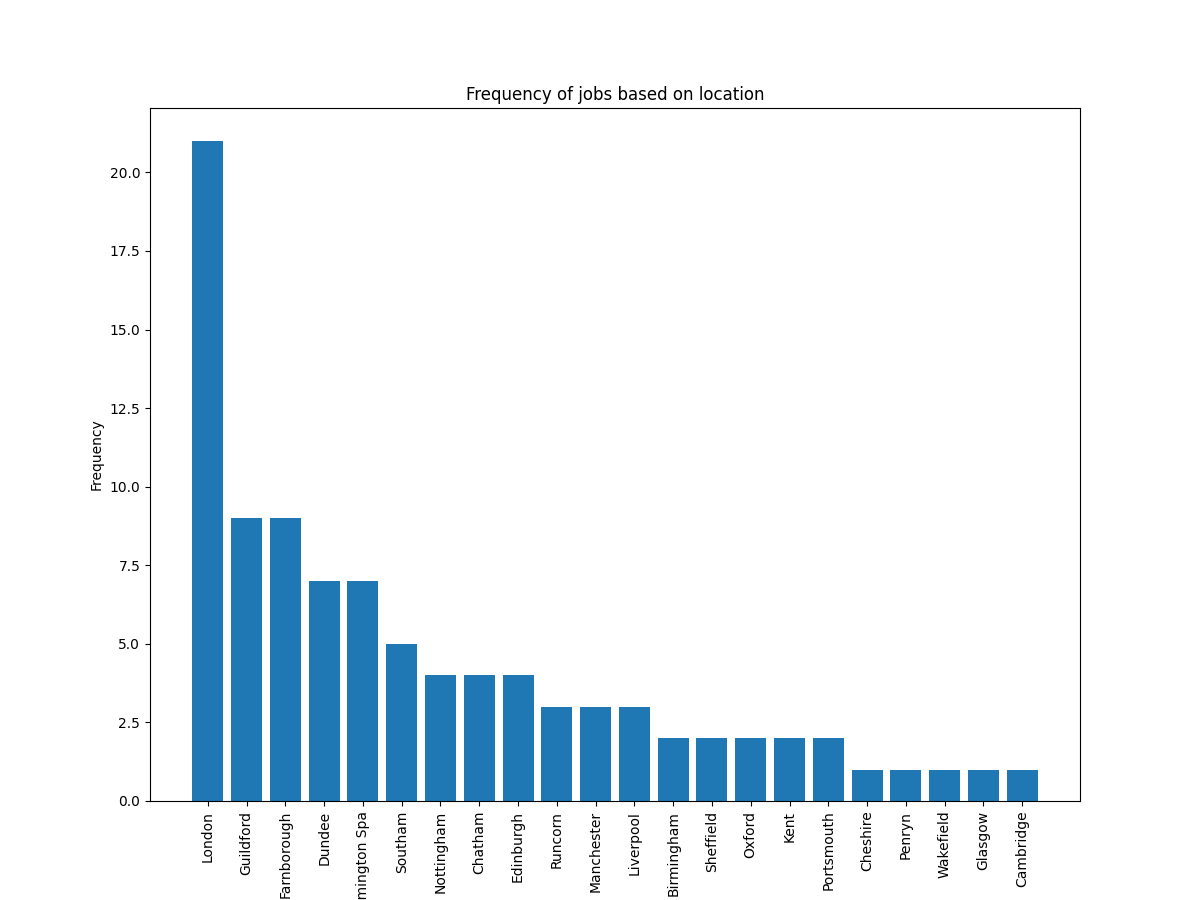 Frequency of jobs based on location
Frequency
20.0
17.5
15.0
12.5
10.0
7.5
5.0
2.5
0.0
London
Guildford
Farnborough
Dundee
mington Spa
Southam
Nottingham
Chatham
Edinburgh
Runcorn
Manchester
Liverpool
Birmingham
Sheffield
Oxford
Kent
Portsmouth
Cheshire
Penryn
Wakefield
Glasgow
Cambridge